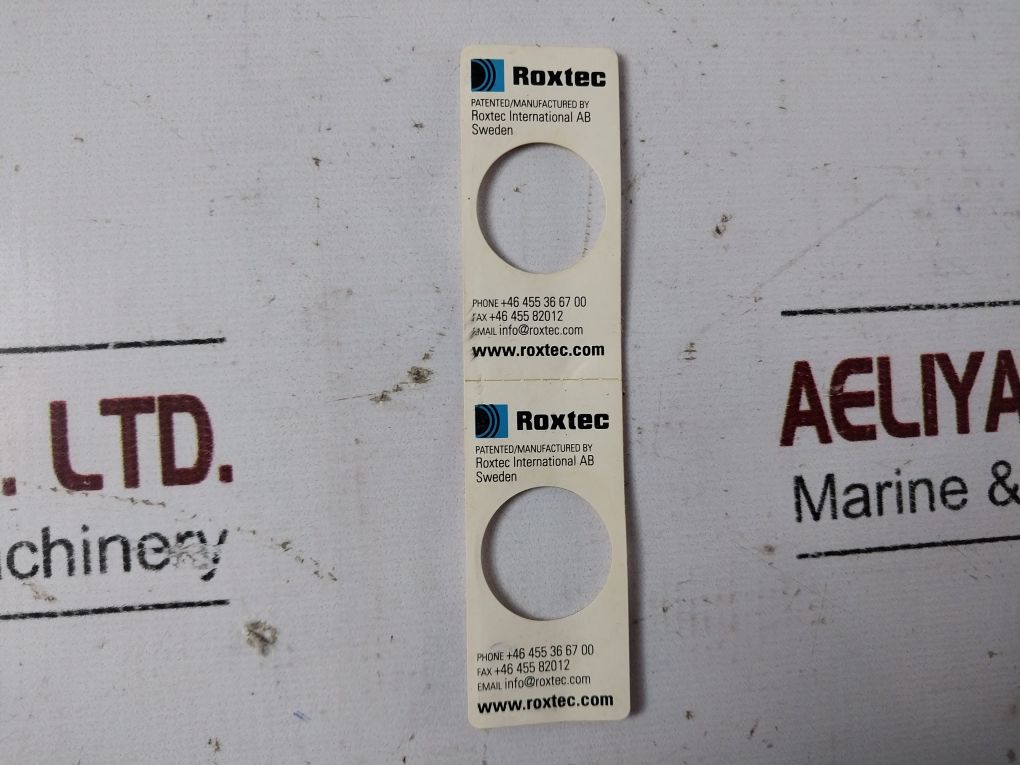 Roxtec
PATENTED/MANUFACTURED BY
Roxtec International AB
Sweden
PHONE +46 455 36 67 00
FAX +46 455 82012
EMAIL info@roxtec.com
www.roxtec.com
Roxtec
PATENTED/MANUFACTURED BY
Roxtec International AB
Sweden
PHONE +46 455 36 67 00
FAX +46 455 82012
EMAIL info@roxtec.com
www.roxtec.com
. LTD.
achinery
AELIYA
Marine &